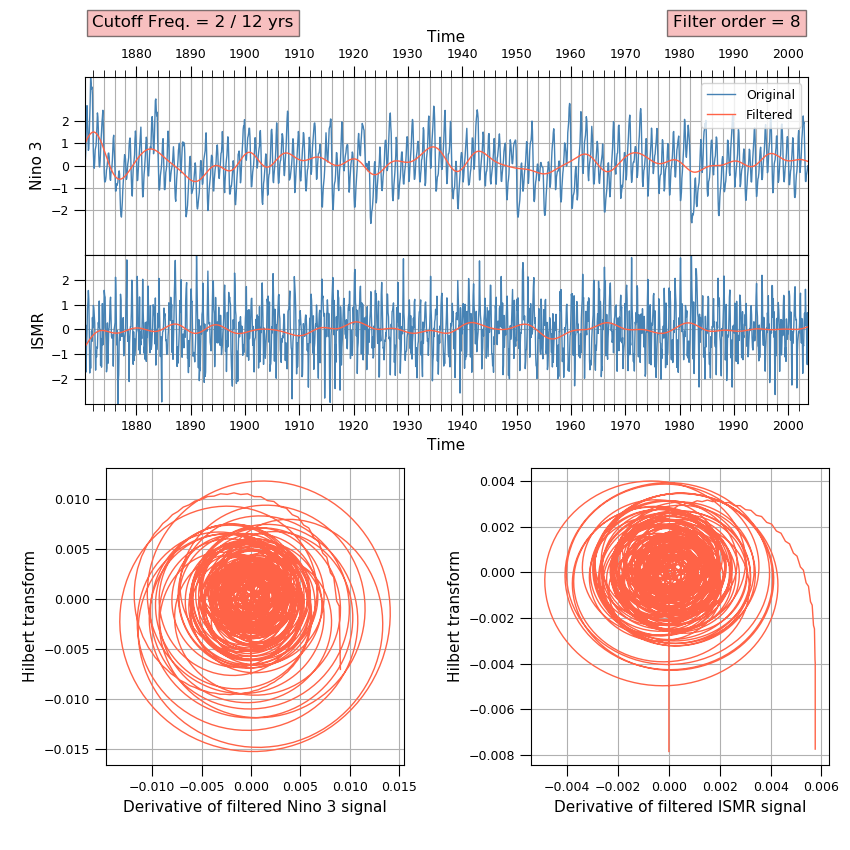 Cutoff Freq. = 2 / 12 yrs
Filter order = 8
Time
1880 1890 1900 1910 1920 1930 1940 1950 1960 1970 1980 1990 2000
Original
Filtered
Nino 3
2
1
0
−1
−2
ISMR
2
1
0
−1
−2
1880 1890 1900 1910 1920 1930 1940 1950 1960 1970 1980 1990 2000
Time
Hilbert transform
0.010
0.005
0.000
−0.005
−0.010
−0.015
−0.010 −0.005 0.000 0.005 0.010 0.015
Derivative of filtered Nino 3 signal
Hilbert transform
0.004
0.002
0.000
−0.002
−0.004
−0.006
−0.008
−0.004 −0.002 0.000 0.002 0.004 0.006
Derivative of filtered ISMR signal